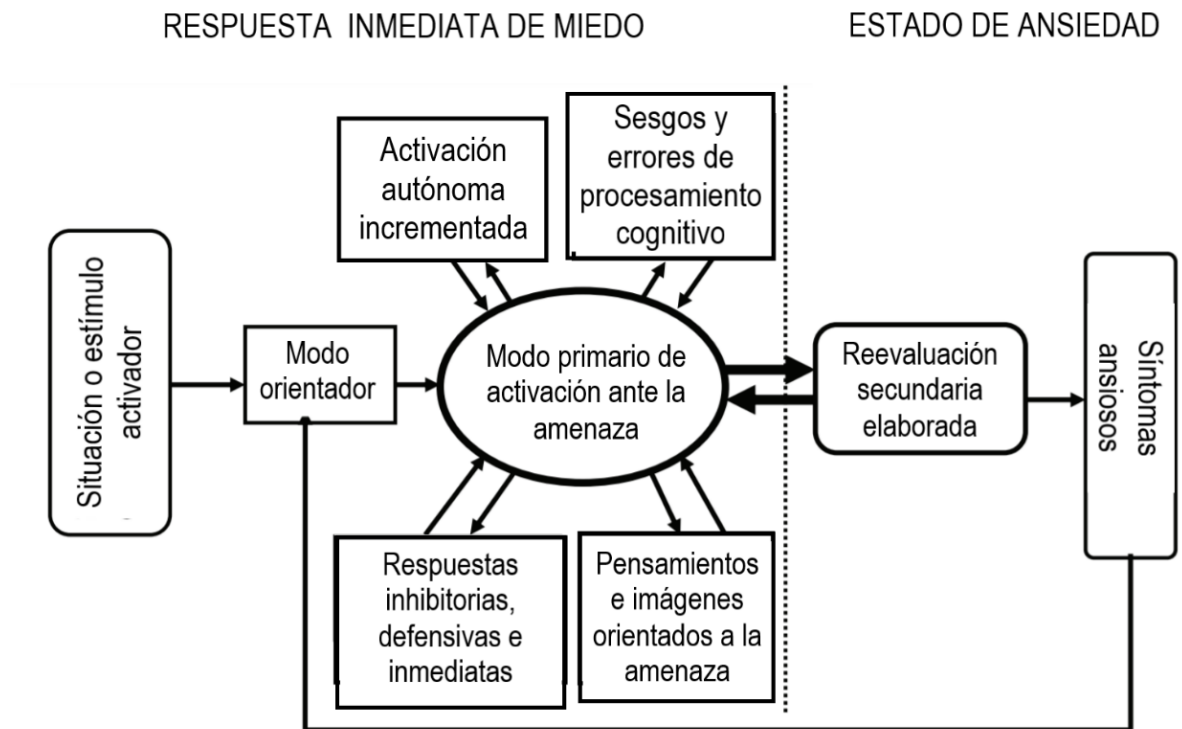 RESPUESTA INMEDIATA DE MIEDO
ESTADO DE ANSIEDAD
Situación o estímulo
activador
Modo
orientador
Activación
autónoma
incrementada
Sesgos y
errores de
procesamiento
cognitivo
Modo primario de
activación ante la
amenaza
Respuestas
inhibitorias,
defensivas e
inmediatas
Pensamientos
e imágenes
orientados a la
amenaza
Reevaluación
secundaria
elaborada
Síntomas
ansiosos